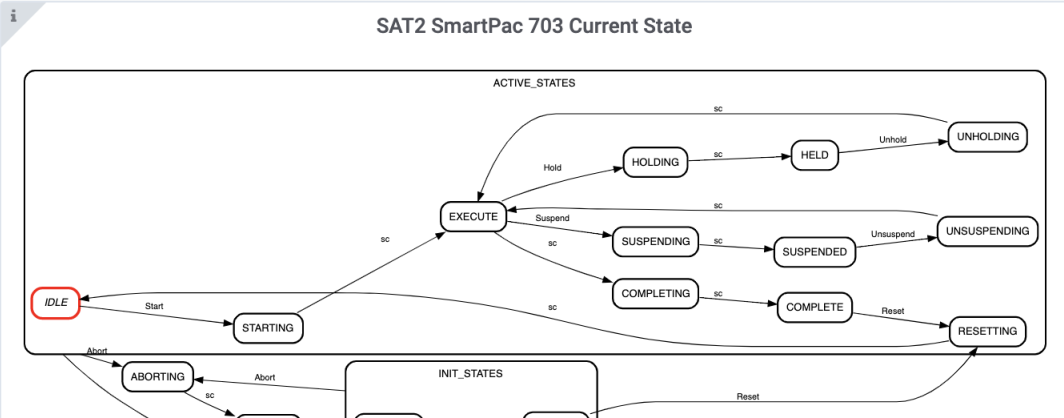 i
SAT2 SmartPac 703 Current State
ACTIVE_STATES
sc
UNHOLDING
Unhold
HELD
sc
HOLDING
Hold
sc
EXECUTE
Suspend
UNSUSPENDING
Unsuspend
sc
SUSPENDING
sc
SUSPENDED
sc
COMPLETING
sc
IDLE
Start
sc
COMPLETE
Reset
STARTING
RESETTING
Abort
ABORTING
Abort
INIT_STATES
sc
Reset